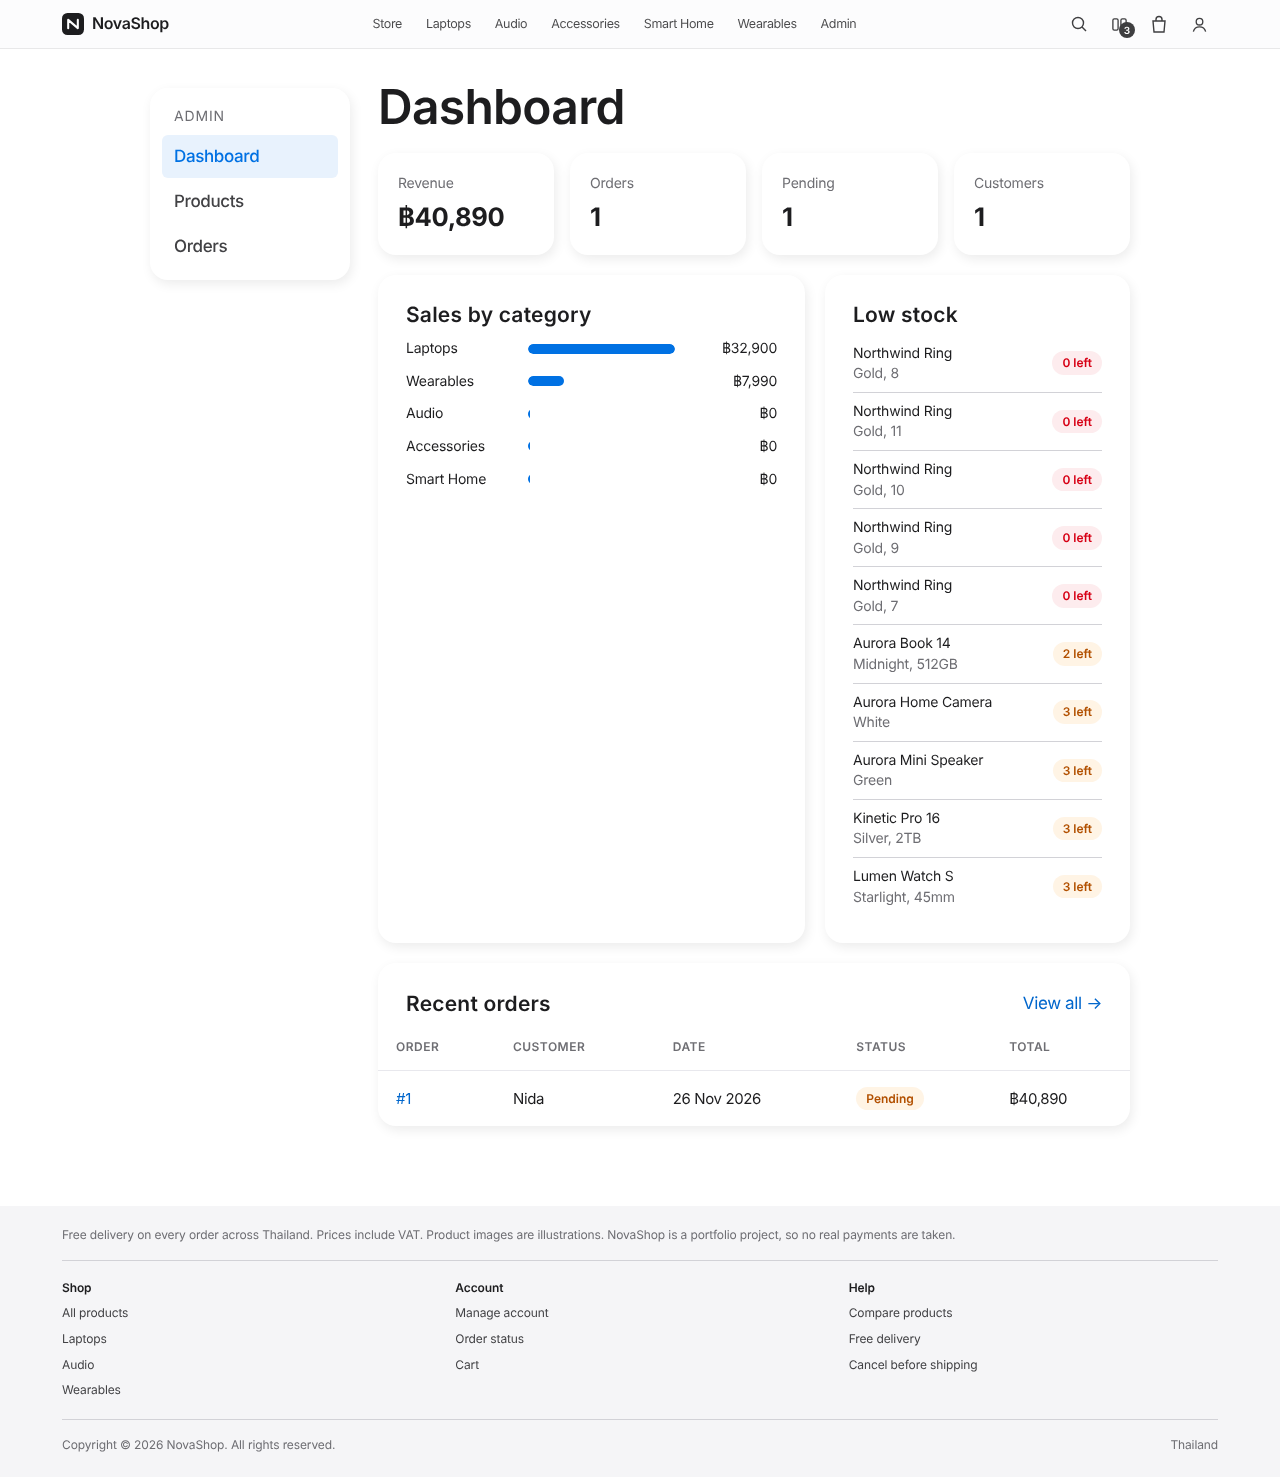 NovaShop
Store Laptops Audio Accessories Smart Home Wearables Admin
3
ADMIN
Dashboard
Products
Orders
Dashboard
Revenue
฿40,890
Orders
1
Pending
1
Customers
1
Sales by category
Laptops ฿32,900
Wearables ฿7,990
Audio ฿0
Accessories ฿0
Smart Home ฿0
Low stock
Northwind Ring
Gold, 8
0 left
Northwind Ring
Gold, 11
0 left
Northwind Ring
Gold, 10
0 left
Northwind Ring
Gold, 9
0 left
Northwind Ring
Gold, 7
0 left
Aurora Book 14
Midnight, 512GB
2 left
Aurora Home Camera
White
3 left
Aurora Mini Speaker
Green
3 left
Kinetic Pro 16
Silver, 2TB
3 left
Lumen Watch S
Starlight, 45mm
3 left
Recent orders
View all →
ORDER CUSTOMER DATE STATUS TOTAL
#1 Nida 26 Nov 2026 Pending ฿40,890
Free delivery on every order across Thailand. Prices include VAT. Product images are illustrations. NovaShop is a portfolio project, so no real payments are taken.
Shop
All products
Laptops
Audio
Wearables
Account
Manage account
Order status
Cart
Help
Compare products
Free delivery
Cancel before shipping
Copyright © 2026 NovaShop. All rights reserved.
Thailand